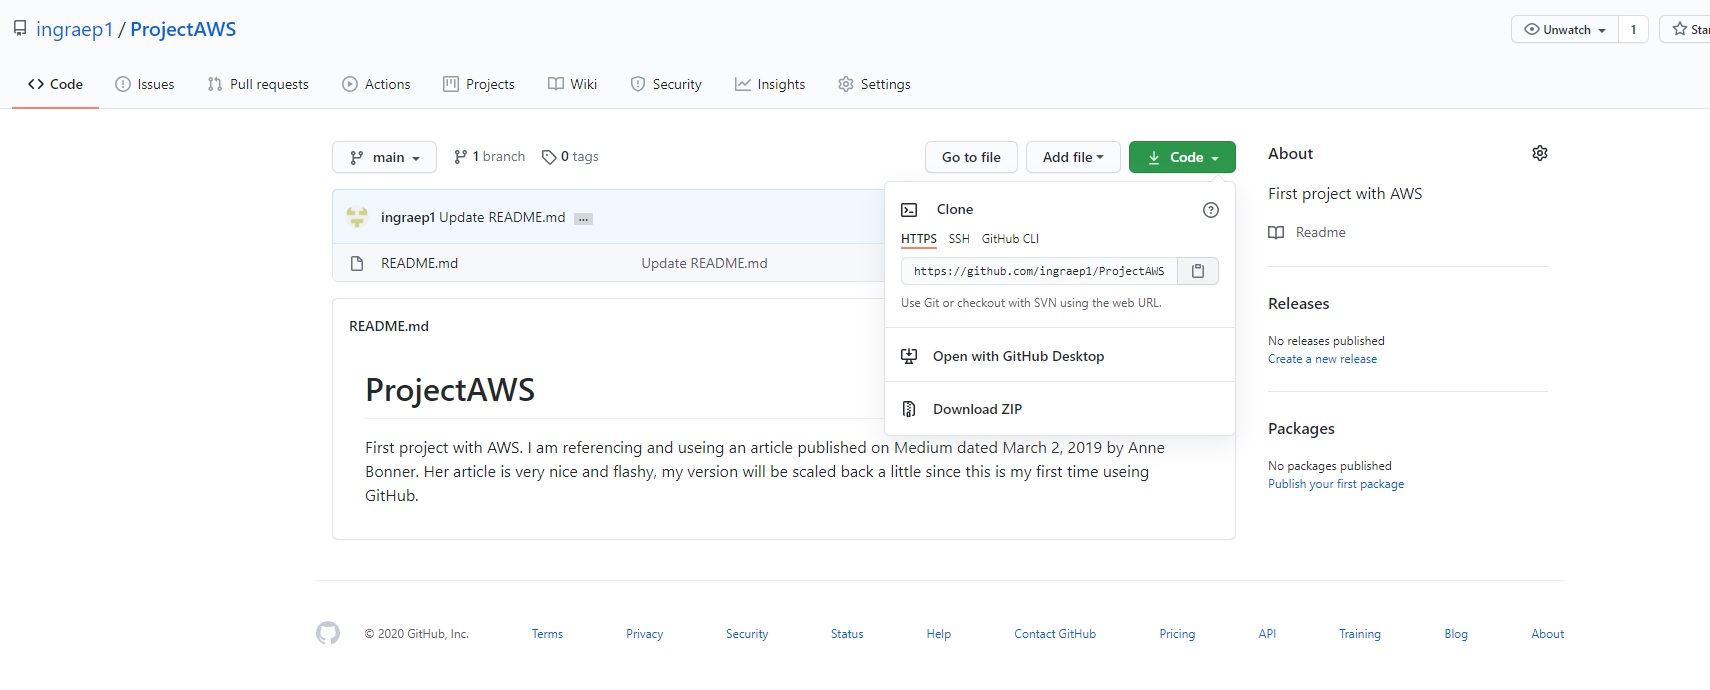 ingraep1 / ProjectAWS
Unwatch 1
Code Issues Pull requests Actions Projects Wiki Security Insights Settings
main 1 branch 0 tags Go to file Add file Code
ingraep1 Update README.md ...
README.md Update README.md
Clone
HTTPS SSH GitHub CLI
https://github.com/ingraep1/ProjectAWS
Use Git or checkout with SVN using the web URL.
Open with GitHub Desktop
Download ZIP
README.md
ProjectAWS
First project with AWS. I am referencing and useing an article published on Medium dated March 2, 2019 by Anne
Bonner. Her article is very nice and flashy, my version will be scaled back a little since this is my first time useing
GitHub.
About
First project with AWS
Readme
Releases
No releases published
Create a new release
Packages
No packages published
Publish your first package
© 2020 GitHub, Inc. Terms Privacy Security Status Help Contact GitHub Pricing API Training Blog About